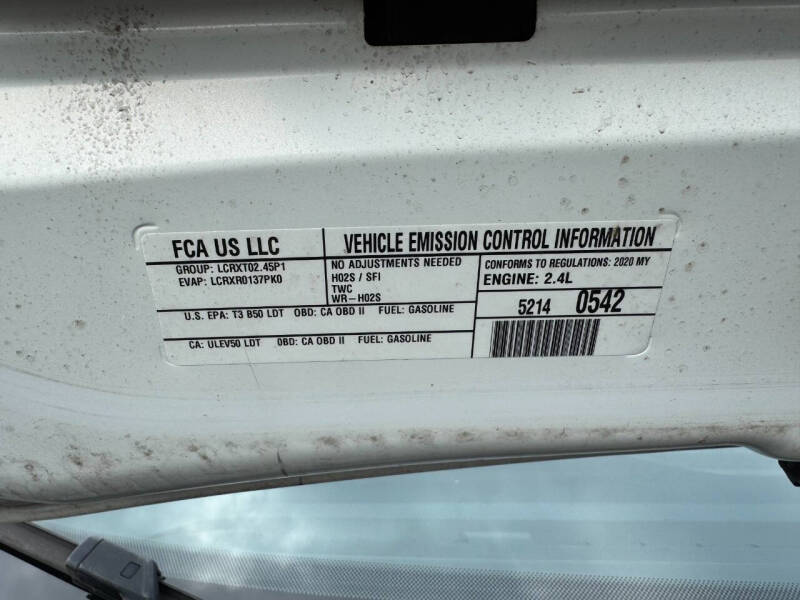 FCA US LLC
GROUP: LCRXT02.45P1
EVAP: LCRXR0137PK0
VEHICLE EMISSION CONTROL INFORMATION
NO ADJUSTMENTS NEEDED
H02S / SFI
TWC
WR-H02S
CONFORMS TO REGULATIONS: 2020 MY
ENGINE: 2.4L
U.S. EPA: T3 B50 LDT OBD: CA OBD II FUEL: GASOLINE
5214 0542
CA: ULEV50 LDT OBD: CA OBD II FUEL: GASOLINE